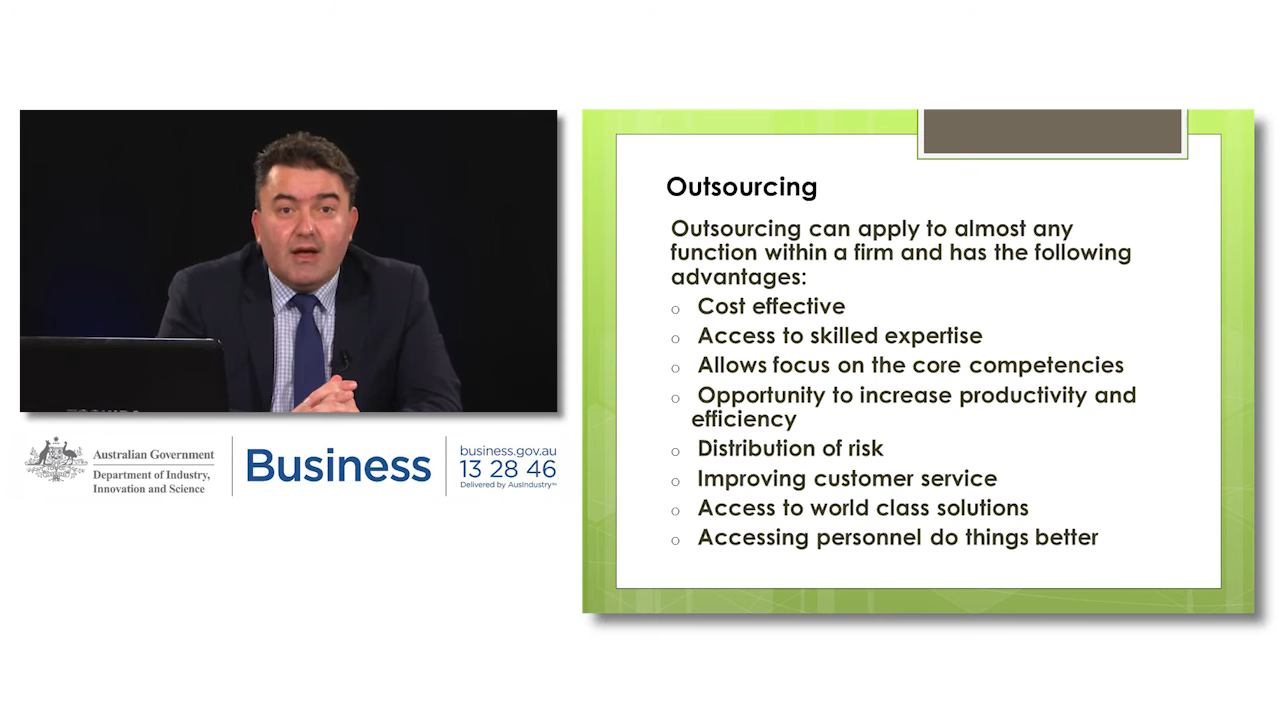 Outsourcing
Outsourcing can apply to almost any
function within a firm and has the following
advantages:
o Cost effective
o Access to skilled expertise
o Allows focus on the core competencies
o Opportunity to increase productivity and
efficiency
o Distribution of risk
o Improving customer service
o Access to world class solutions
o Accessing personnel do things better
Australian Government
Department of Industry,
Innovation and Science
Business
business.gov.au
13 28 46
Delivered by AusIndustry™